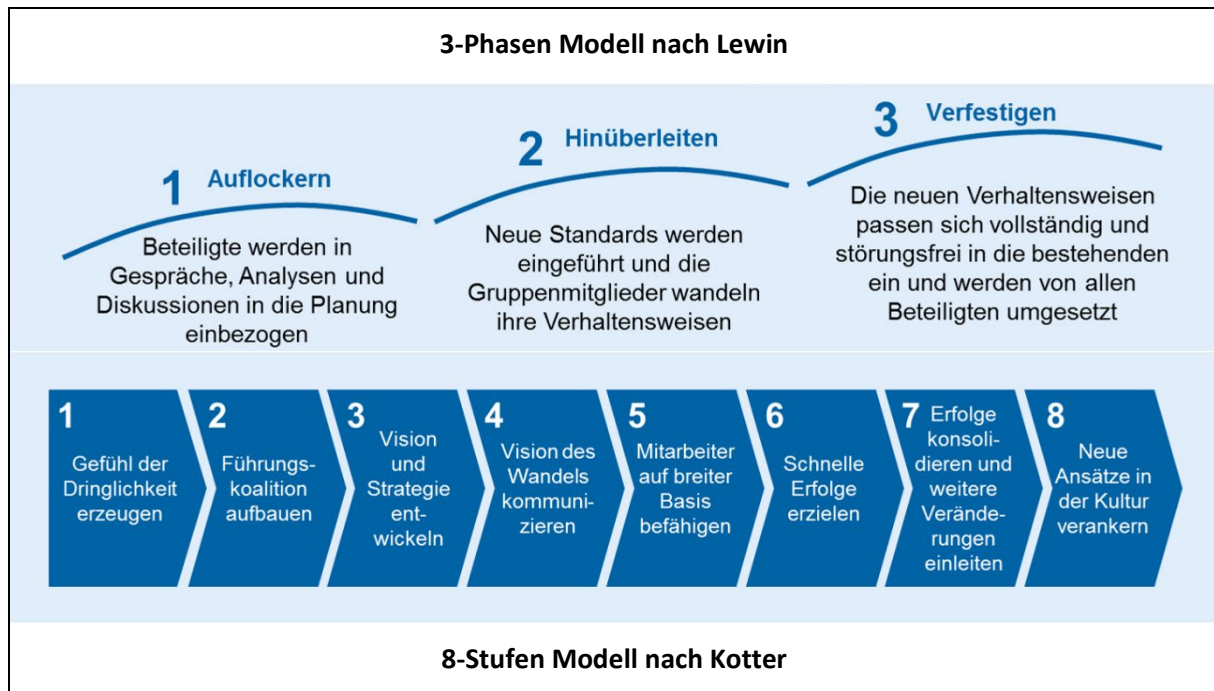 3-Phasen Modell nach Lewin
1 Auflockern
Beteiligte werden in
Gespräche, Analysen und
Diskussionen in die Planung
einbezogen
2 Hinüberleiten
Neue Standards werden
eingeführt und die
Gruppenmitglieder wandeln
ihre Verhaltensweisen
3 Verfestigen
Die neuen Verhaltensweisen
passen sich vollständig und
störungsfrei in die bestehenden
ein und werden von allen
Beteiligten umgesetzt
1
Gefühl der
Dringlichkeit
erzeugen
2
Führungs-
koalition
aufbauen
3
Vision
und
Strategie
ent-
wickeln
4
Vision des
Wandels
kommuni-
zieren
5
Mitarbeiter
auf breiter
Basis
befähigen
6
Schnelle
Erfolge
erzielen
7 Erfolge
konsoli-
dieren und
weitere
Verände-
rungen
einleiten
8
Neue
Ansätze in
der Kultur
verankern
8-Stufen Modell nach Kotter